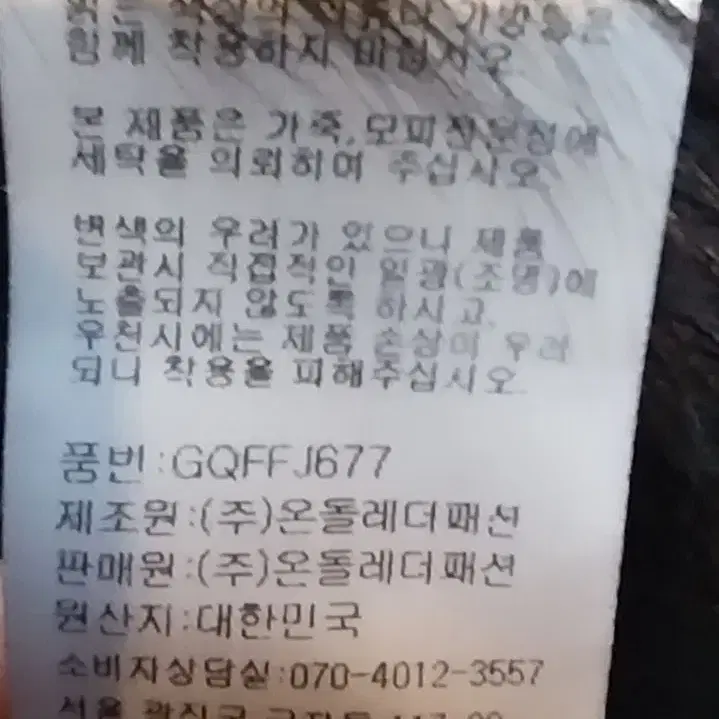 함께 착용하지 마십시오.
본 제품은 가죽,모피전문점에
세탁을 의뢰하여 주십시오.
변색의 우려가 있으니 제품
보관시 직접적인 일광(조명)에
노출되지 않도록 하시고,
우천시에는 제품 손상이 우려
되니 착용을 피해주십시오.
품번:GQFFJ677
제조원:(주)온돌레더패션
판매원:(주)온돌레더패션
원산지:대한민국
소비자상담실:070-4012-3557
서울 광진구